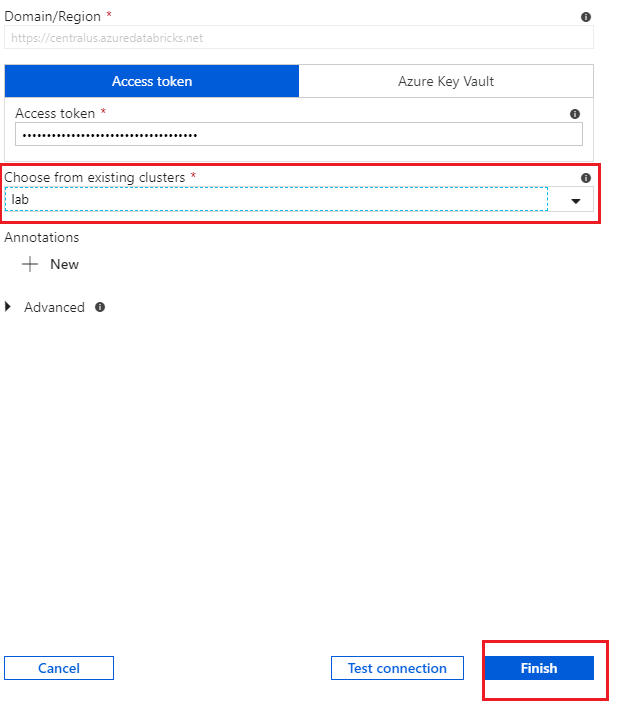 Domain/Region *
https://centralus.azuredatabricks.net
Access token Azure Key Vault
Access token *
••••••••••••••••••••••••••••••••••••
Choose from existing clusters *
lab
Annotations
New
Advanced
Cancel Test connection Finish